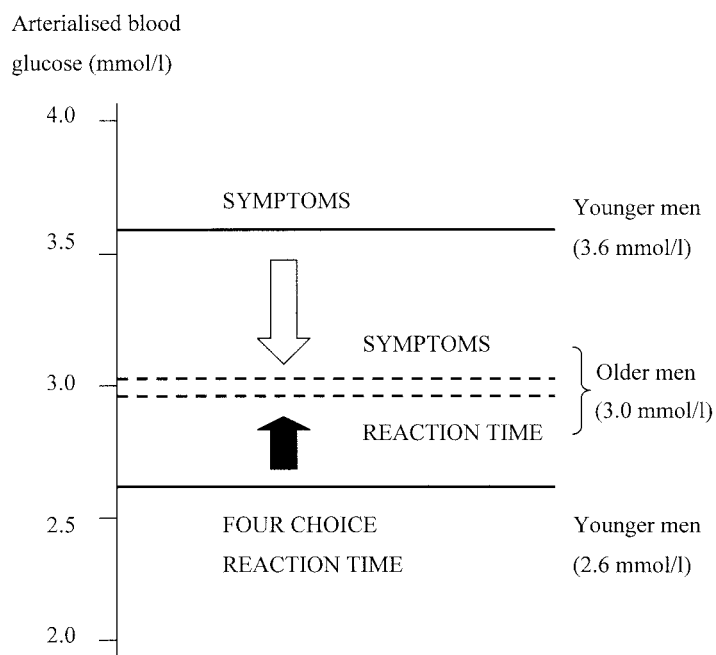 Arterialised blood
glucose (mmol/l)
4.0
SYMPTOMS
Younger men
(3.6 mmol/l)
3.5
SYMPTOMS
Older men
(3.0 mmol/l)
3.0
REACTION TIME
2.5
FOUR CHOICE
REACTION TIME
Younger men
(2.6 mmol/l)
2.0